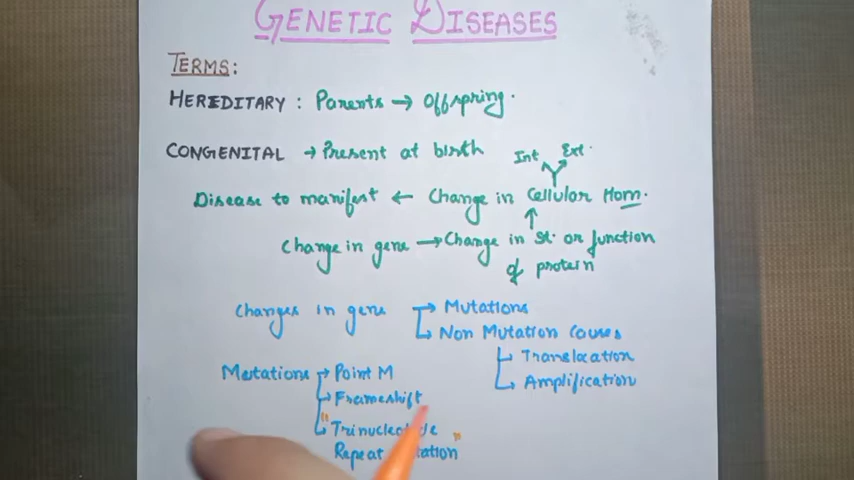 GENETIC DISEASES
TERMS:
HEREDITARY : Parents → Offspring.
CONGENITAL → Present at birth
Int Ext.
Disease to manifest ← Change in Cellular Hom.
Change in gene → Change in St. or function
of protein
Changes in gene → Mutations
↳ Non Mutation Causes
↳ Translocation
↳ Amplification
Mutations → Point M
↳ Frameshift
"
↳ Trinucleotide "
Repeat